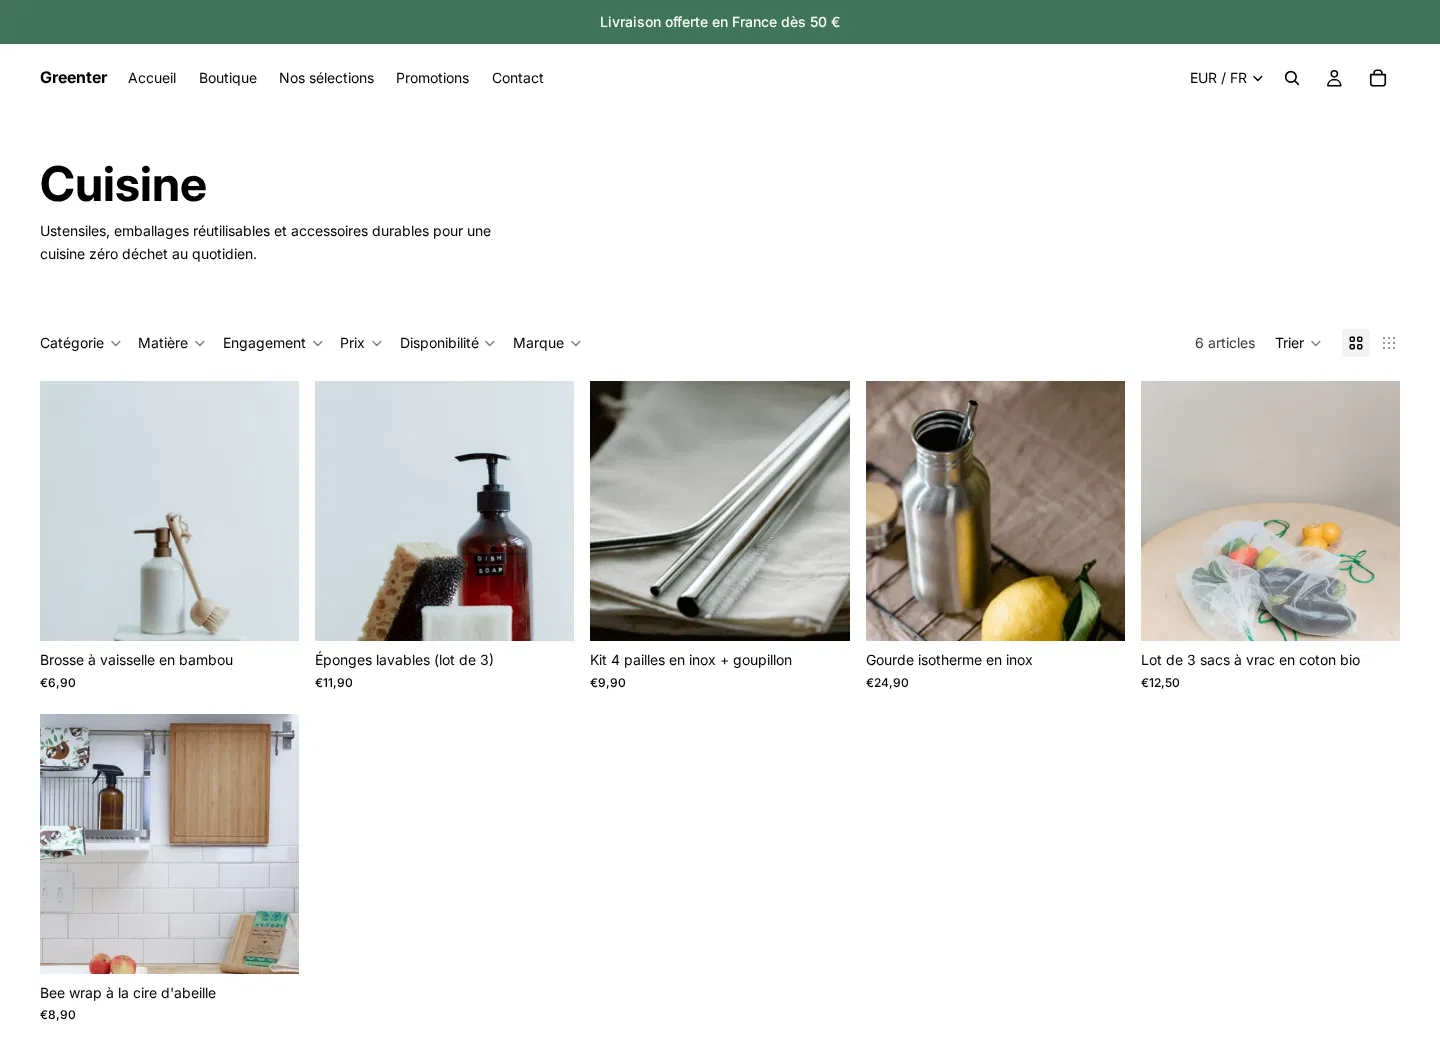 Livraison offerte en France dès 50 €
Greenter Accueil Boutique Nos sélections Promotions Contact EUR / FR
Cuisine
Ustensiles, emballages réutilisables et accessoires durables pour une
cuisine zéro déchet au quotidien.
Catégorie Matière Engagement Prix Disponibilité Marque 6 articles Trier
DISH
SOAP
Brosse à vaisselle en bambou
€6,90
Éponges lavables (lot de 3)
€11,90
Kit 4 pailles en inox + goupillon
€9,90
Gourde isotherme en inox
€24,90
Lot de 3 sacs à vrac en coton bio
€12,50
Bee wrap à la cire d'abeille
€8,90